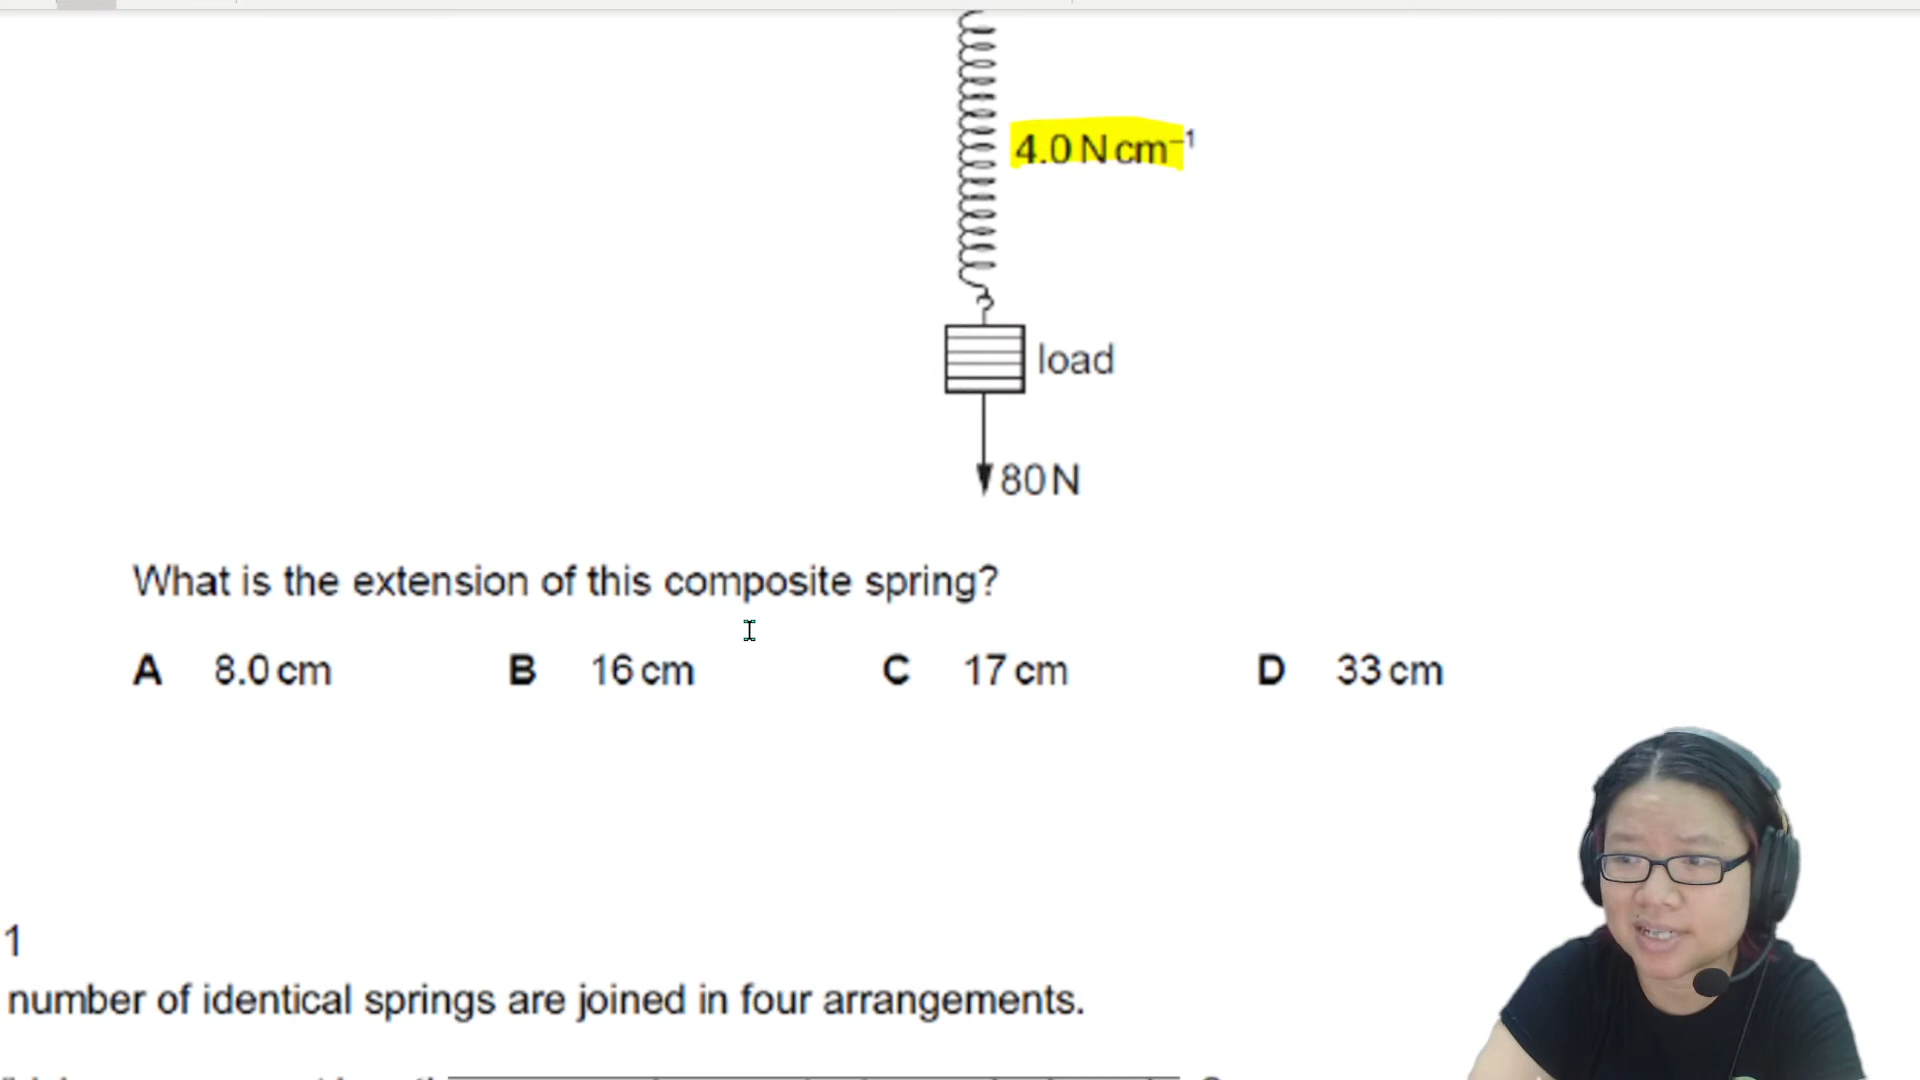 4.0 N cm⁻¹
load
80 N
What is the extension of this composite spring?
A 8.0 cm B 16 cm C 17 cm D 33 cm
1
number of identical springs are joined in four arrangements.